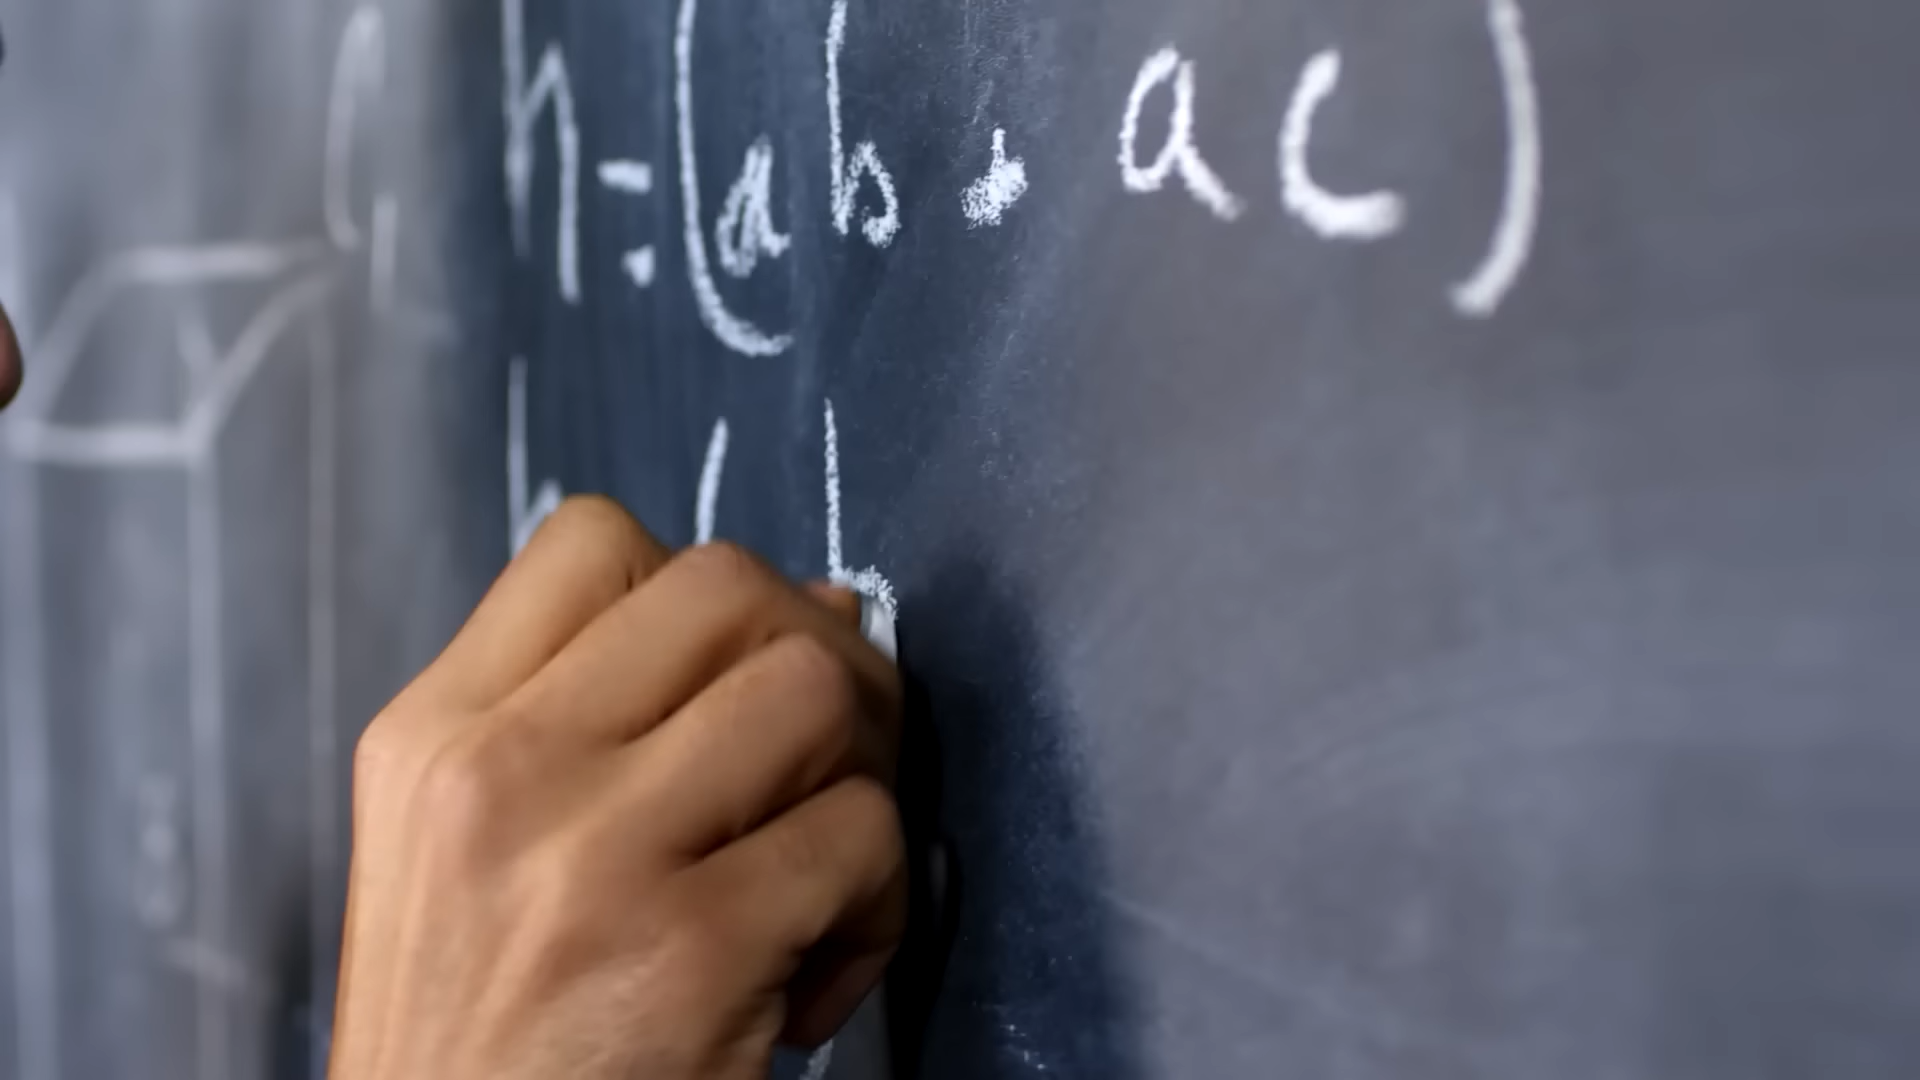 h = (ab . ac)
h ( b